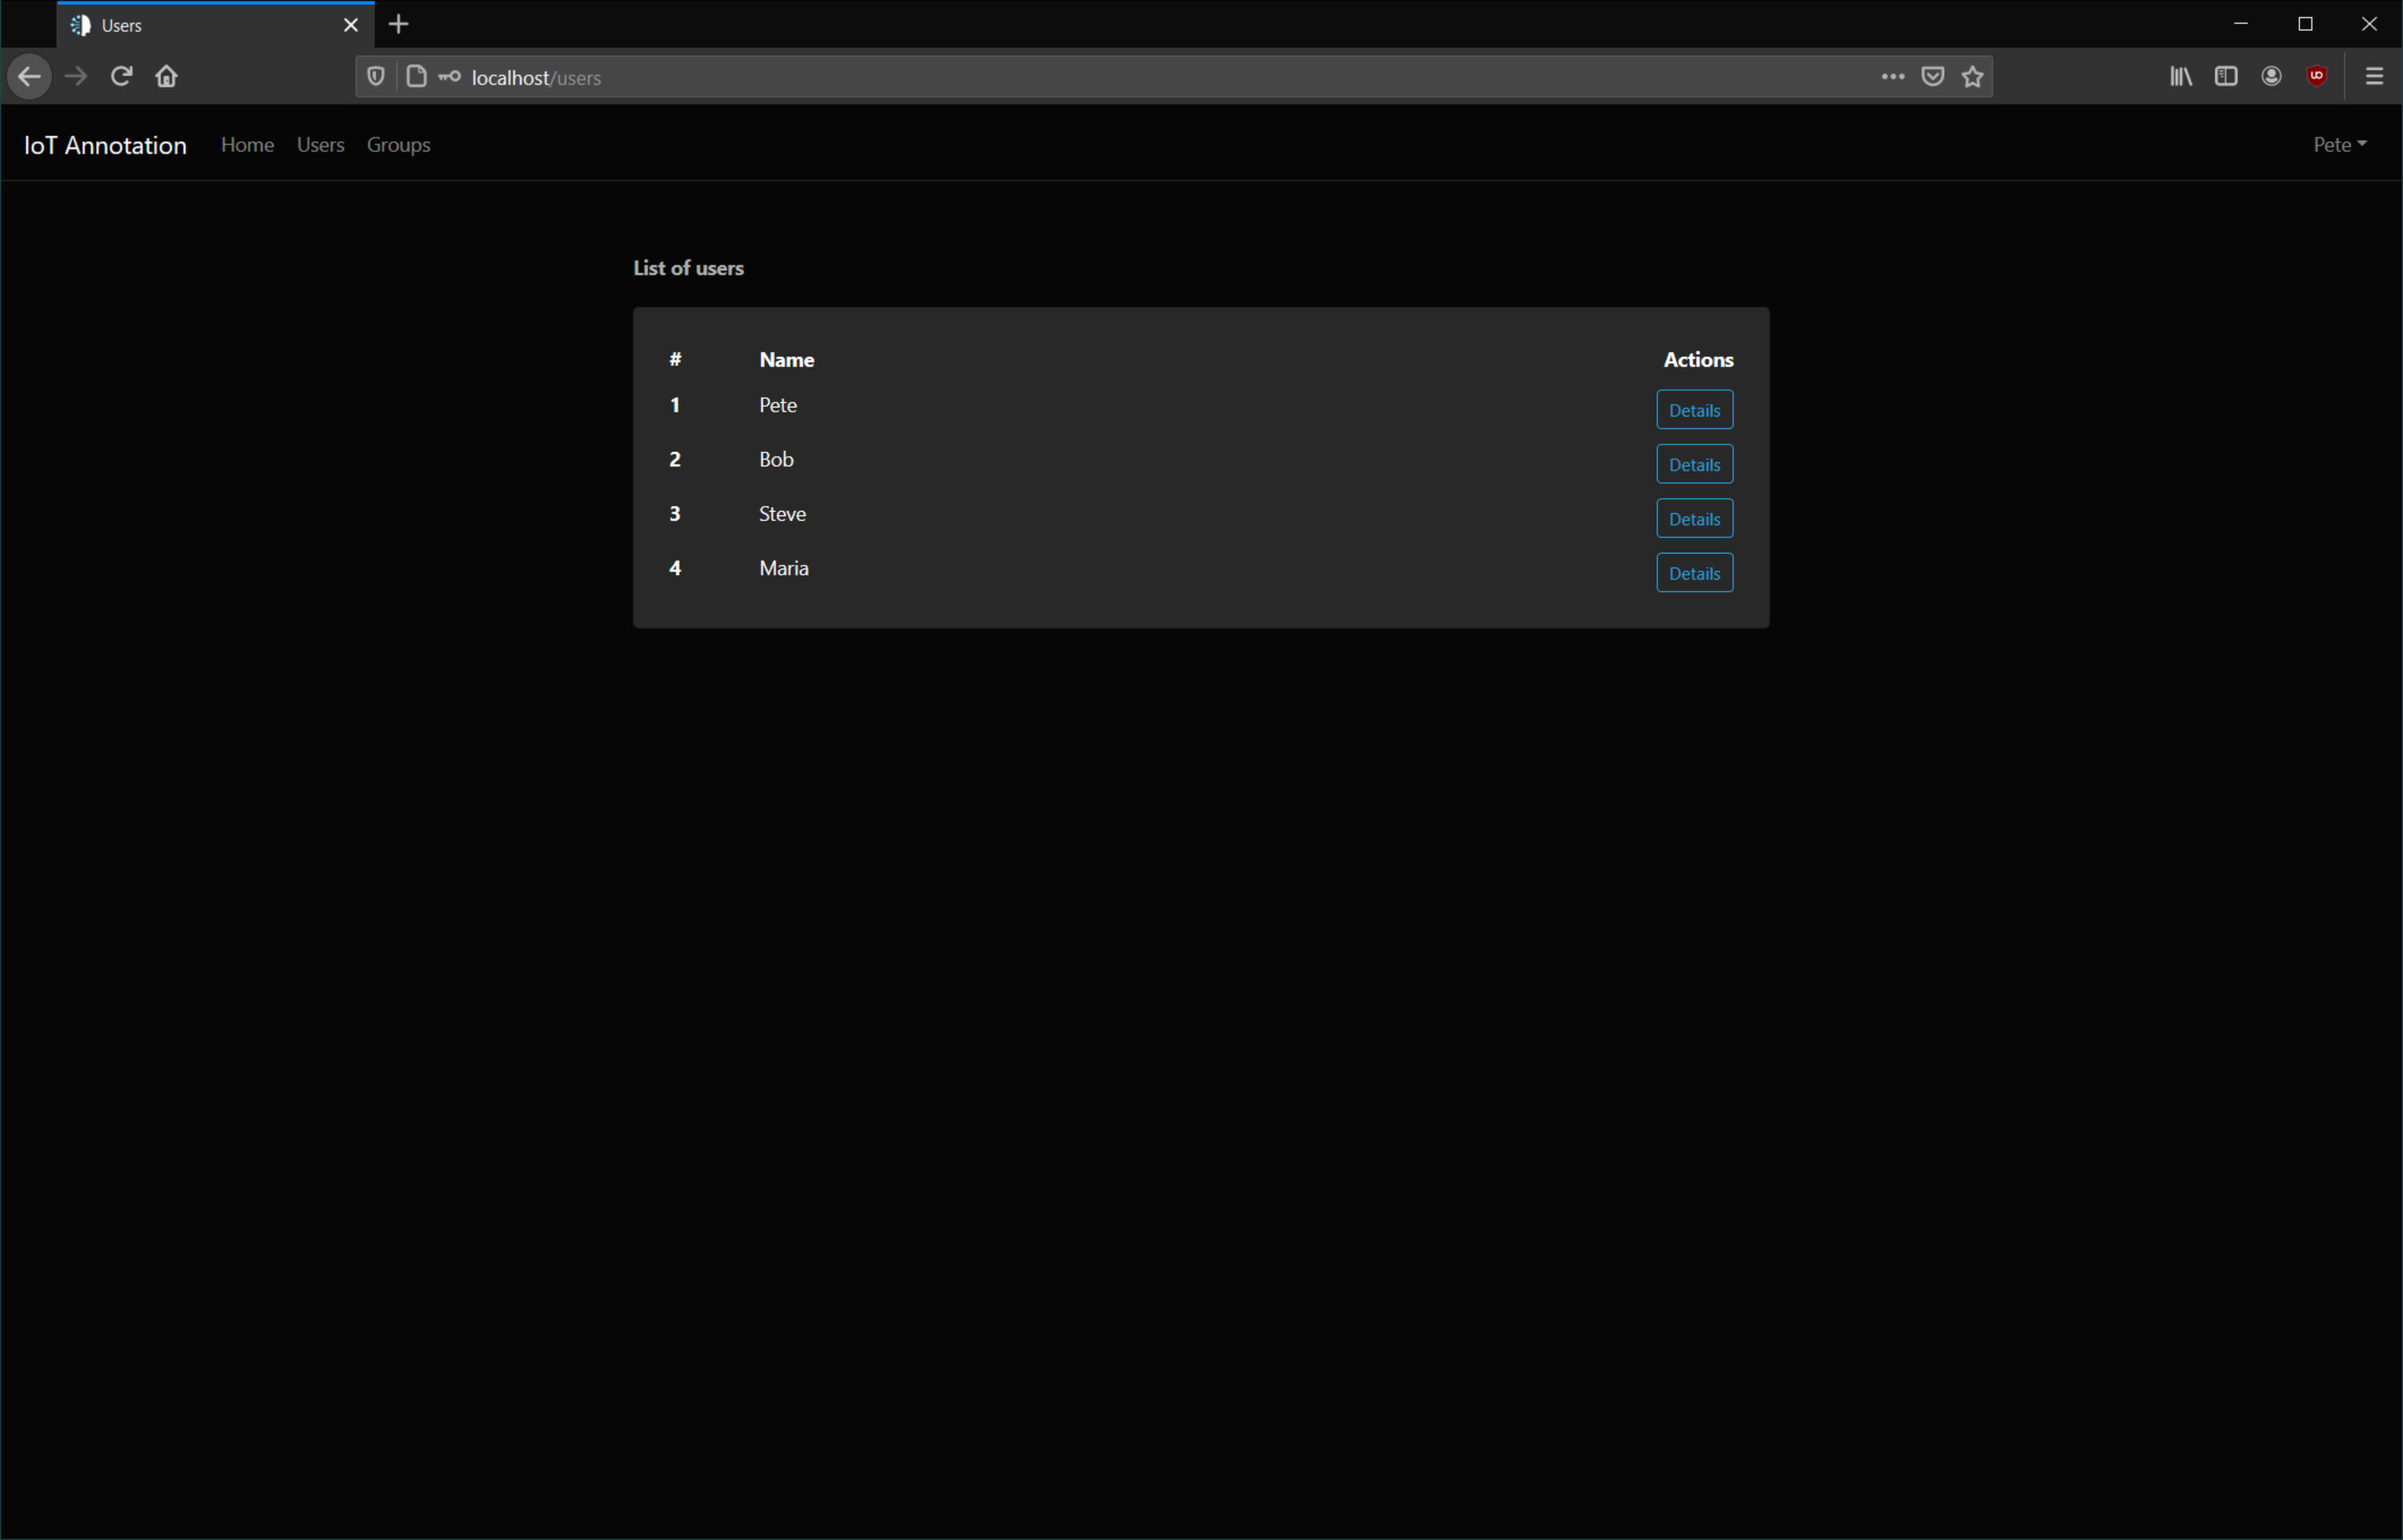 Users
localhost/users
IoT Annotation Home Users Groups Pete
List of users
# Name Actions
1 Pete Details
2 Bob Details
3 Steve Details
4 Maria Details